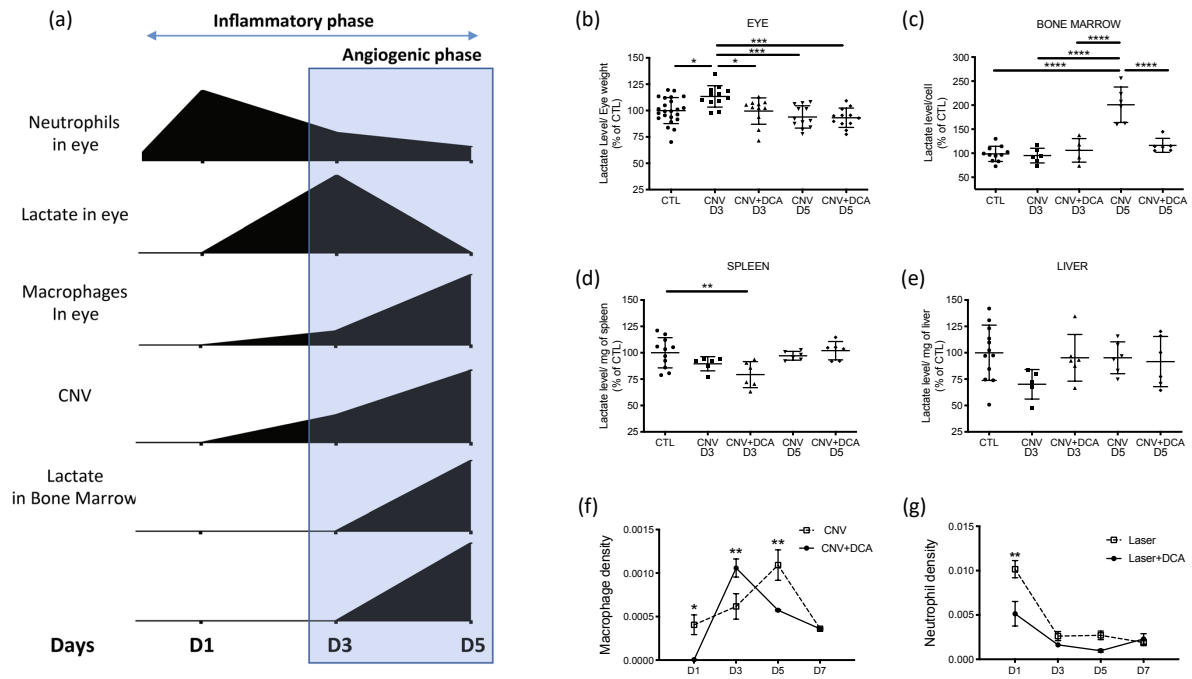 (a)
Inflammatory phase
Angiogenic phase
Neutrophils
in eye
Lactate in eye
Macrophages
In eye
CNV
Lactate
in Bone Marrow
Days
D1
D3
D5
(b)
EYE
***
***
*
*
Lactate Level/ Eye weight
(% of CTL)
150
125
100
75
50
25
CTL
CNV
D3
CNV+DCA
D3
CNV
D5
CNV+DCA
D5
(c)
BONE MARROW
****
****
****
****
Lactate level/cell
(% of CTL)
300
250
200
150
100
50
CTL
CNV
D3
CNV+DCA
D3
CNV
D5
CNV+DCA
D5
(d)
SPLEEN
**
Lactate level/ mg of spleen
(% of CTL)
150
125
100
75
50
25
CTL
CNV
D3
CNV+DCA
D3
CNV
D5
CNV+DCA
D5
(e)
LIVER
Lactate level/ mg of liver
(% of CTL)
150
125
100
75
50
25
CTL
CNV
D3
CNV+DCA
D3
CNV
D5
CNV+DCA
D5
(f)
Macrophage density
0.0015
0.0010
0.0005
0.0000
*
**
**
CNV
CNV+DCA
D1
D3
D5
D7
(g)
Neutrophil density
0.015
0.010
0.005
0.000
**
Laser
Laser+DCA
D1
D3
D5
D7